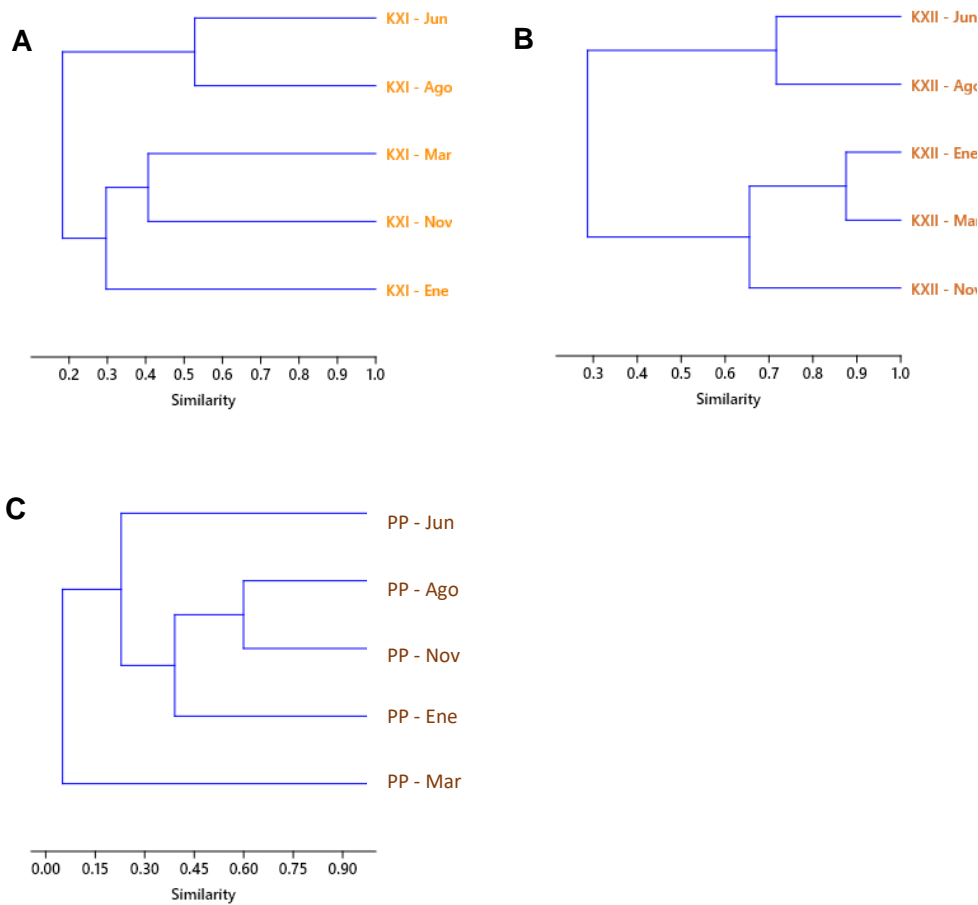 A
KXI - Jun
KXI - Ago
KXI - Mar
KXI - Nov
KXI - Ene
0.2 0.3 0.4 0.5 0.6 0.7 0.8 0.9 1.0
Similarity
B
KXII - Jun
KXII - Ago
KXII - Ene
KXII - Mar
KXII - Nov
0.3 0.4 0.5 0.6 0.7 0.8 0.9 1.0
Similarity
C
PP - Jun
PP - Ago
PP - Nov
PP - Ene
PP - Mar
0.00 0.15 0.30 0.45 0.60 0.75 0.90
Similarity